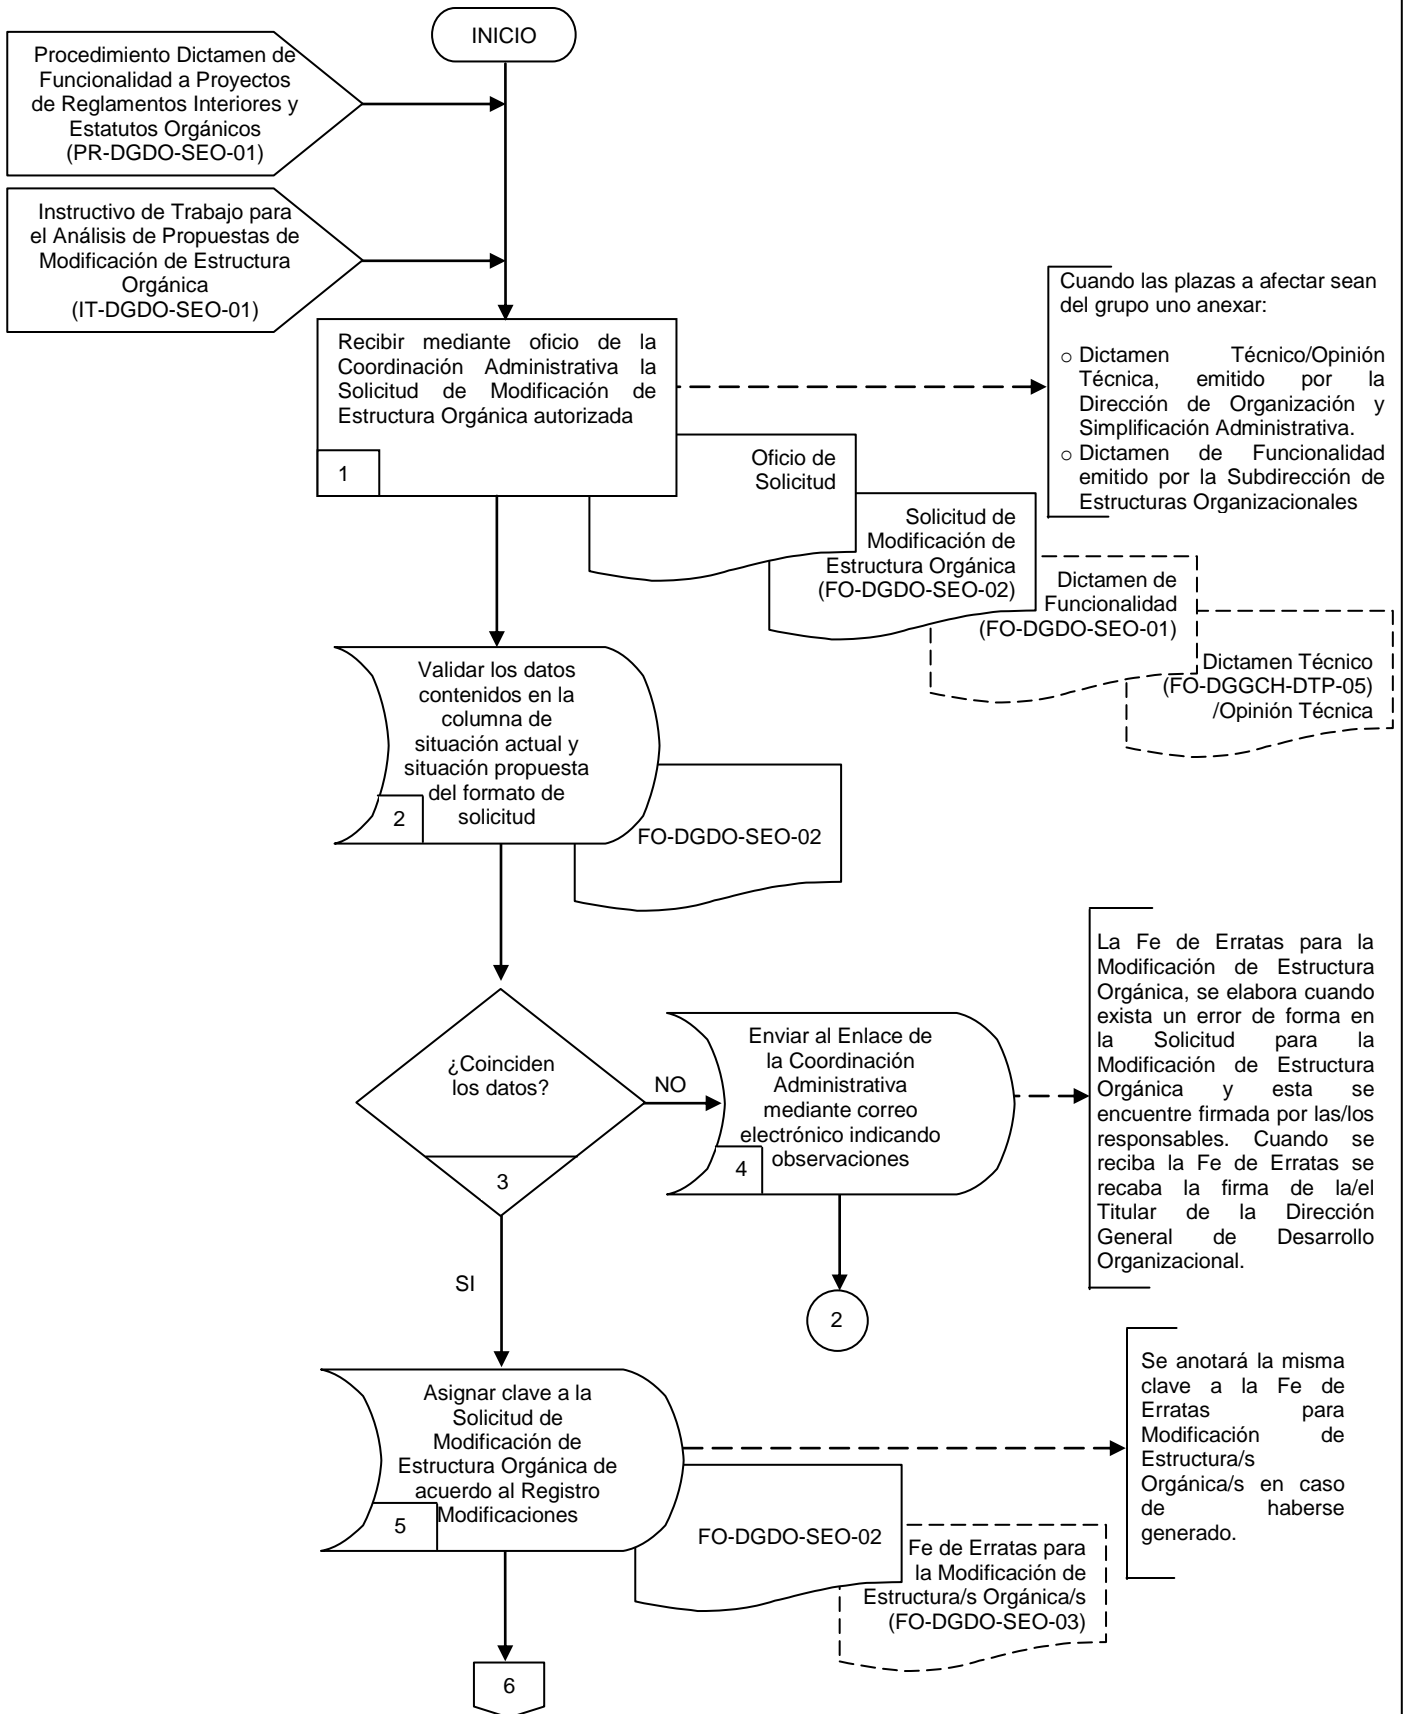 INICIO
Procedimiento Dictamen de
Funcionalidad a Proyectos
de Reglamentos Interiores y
Estatutos Orgánicos
(PR-DGDO-SEO-01)
Instructivo de Trabajo para
el Análisis de Propuestas de
Modificación de Estructura
Orgánica
(IT-DGDO-SEO-01)
Recibir mediante oficio de la
Coordinación Administrativa la
Solicitud de Modificación de
Estructura Orgánica autorizada
1
Cuando las plazas a afectar sean
del grupo uno anexar:
o Dictamen Técnico/Opinión
Técnica, emitido por la
Dirección de Organización y
Simplificación Administrativa.
o Dictamen de Funcionalidad
emitido por la Subdirección de
Estructuras Organizacionales
Oficio de
Solicitud
Solicitud de
Modificación de
Estructura Orgánica
(FO-DGDO-SEO-02)
Dictamen de
Funcionalidad
(FO-DGDO-SEO-01)
Dictamen Técnico
(FO-DGGCH-DTP-05)
/Opinión Técnica
Validar los datos
contenidos en la
columna de
situación actual y
situación propuesta
del formato de
solicitud
2
FO-DGDO-SEO-02
¿Coinciden
los datos?
3
NO
SI
Enviar al Enlace de
la Coordinación
Administrativa
mediante correo
electrónico indicando
observaciones
4
2
La Fe de Erratas para la
Modificación de Estructura
Orgánica, se elabora cuando
exista un error de forma en
la Solicitud para la
Modificación de Estructura
Orgánica y esta se
encuentre firmada por las/los
responsables. Cuando se
reciba la Fe de Erratas se
recaba la firma de la/el
Titular de la Dirección
General de Desarrollo
Organizacional.
Asignar clave a la
Solicitud de
Modificación de
Estructura Orgánica de
acuerdo al Registro
Modificaciones
5
Se anotará la misma
clave a la Fe de
Erratas para
Modificación de
Estructura/s
Orgánica/s en caso
de haberse
generado.
FO-DGDO-SEO-02
Fe de Erratas para
la Modificación de
Estructura/s Orgánica/s
(FO-DGDO-SEO-03)
6